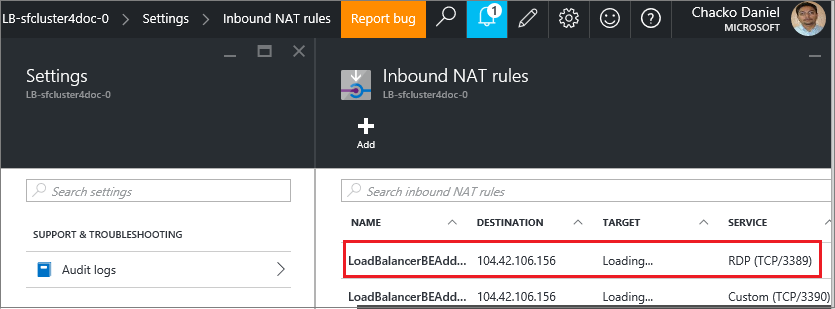 LB-sfcluster4doc-0 > Settings > Inbound NAT rules Report bug 1 Chacko Daniel
MICROSOFT
Settings
LB-sfcluster4doc-0
Inbound NAT rules
LB-sfcluster4doc-0
Add
Search settings
SUPPORT & TROUBLESHOOTING
Audit logs
Search inbound NAT rules
NAME DESTINATION TARGET SERVICE
LoadBalancerBEAdd... 104.42.106.156 Loading... RDP (TCP/3389)
LoadBalancerBEAdd... 104.42.106.156 Loading... Custom (TCP/3390)